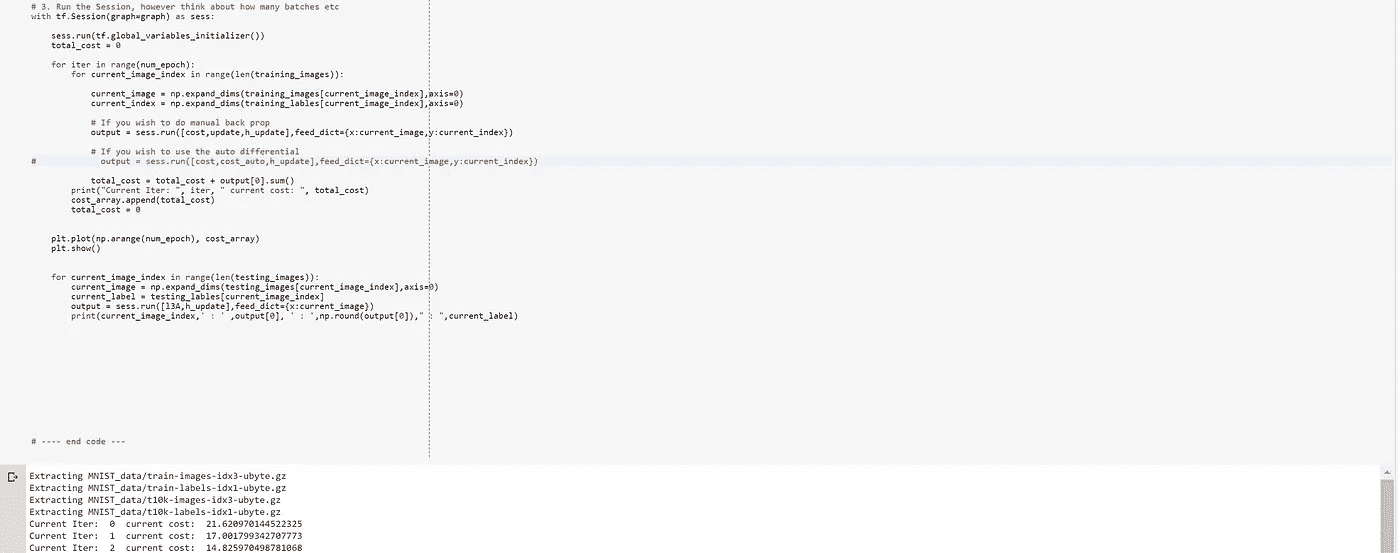 # 3. Run the Session, however think about how many batches etc
with tf.Session(graph=graph) as sess:
sess.run(tf.global_variables_initializer())
total_cost = 0
for iter in range(num_epoch):
for current_image_index in range(len(training_images)):
current_image = np.expand_dims(training_images[current_image_index],axis=0)
current_index = np.expand_dims(training_lables[current_image_index],axis=0)
# If you wish to do manual back prop
output = sess.run([cost,update,h_update],feed_dict={x:current_image,y:current_index})
# If you wish to use the auto differential
# output = sess.run([cost,cost_auto,h_update],feed_dict={x:current_image,y:current_index})
total_cost = total_cost + output[0].sum()
print("Current Iter: ", iter, " current cost: ", total_cost)
cost_array.append(total_cost)
total_cost = 0
plt.plot(np.arange(num_epoch), cost_array)
plt.show()
for current_image_index in range(len(testing_images)):
current_image = np.expand_dims(testing_images[current_image_index],axis=0)
current_label = testing_lables[current_image_index]
output = sess.run([l3A,h_update],feed_dict={x:current_image})
print(current_image_index,' : ' ,output[0], ' : ',np.round(output[0])," : ",current_label)
# ---- end code ---
Extracting MNIST_data/train-images-idx3-ubyte.gz
Extracting MNIST_data/train-labels-idx1-ubyte.gz
Extracting MNIST_data/t10k-images-idx3-ubyte.gz
Extracting MNIST_data/t10k-labels-idx1-ubyte.gz
Current Iter:  0  current cost:  21.620970144522325
Current Iter:  1  current cost:  17.001799342707773
Current Iter:  2  current cost:  14.825970498781068